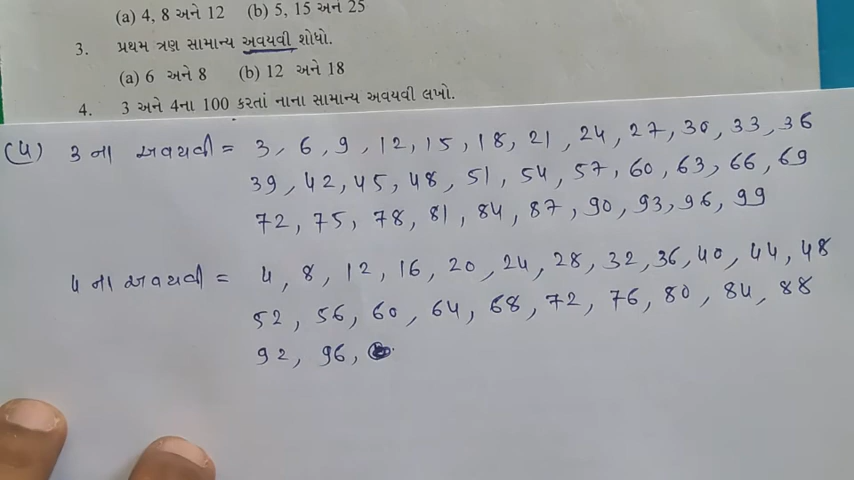 (a) 4, 8 અને 12 (b) 5, 15 અને 25
3. પ્રથમ ત્રણ સામાન્ય અવયવી શોધો.
(a) 6 અને 8 (b) 12 અને 18
4. 3 અને 4ના 100 કરતાં નાના સામાન્ય અવયવી લખો.
(4) 3 ના અવયવી = 3, 6, 9, 12, 15, 18, 21, 24, 27, 30, 33, 36
39, 42, 45, 48, 51, 54, 57, 60, 63, 66, 69
72, 75, 78, 81, 84, 87, 90, 93, 96, 99
4 ના અવયવી = 4, 8, 12, 16, 20, 24, 28, 32, 36, 40, 44, 48
52, 56, 60, 64, 68, 72, 76, 80, 84, 88
92, 96,